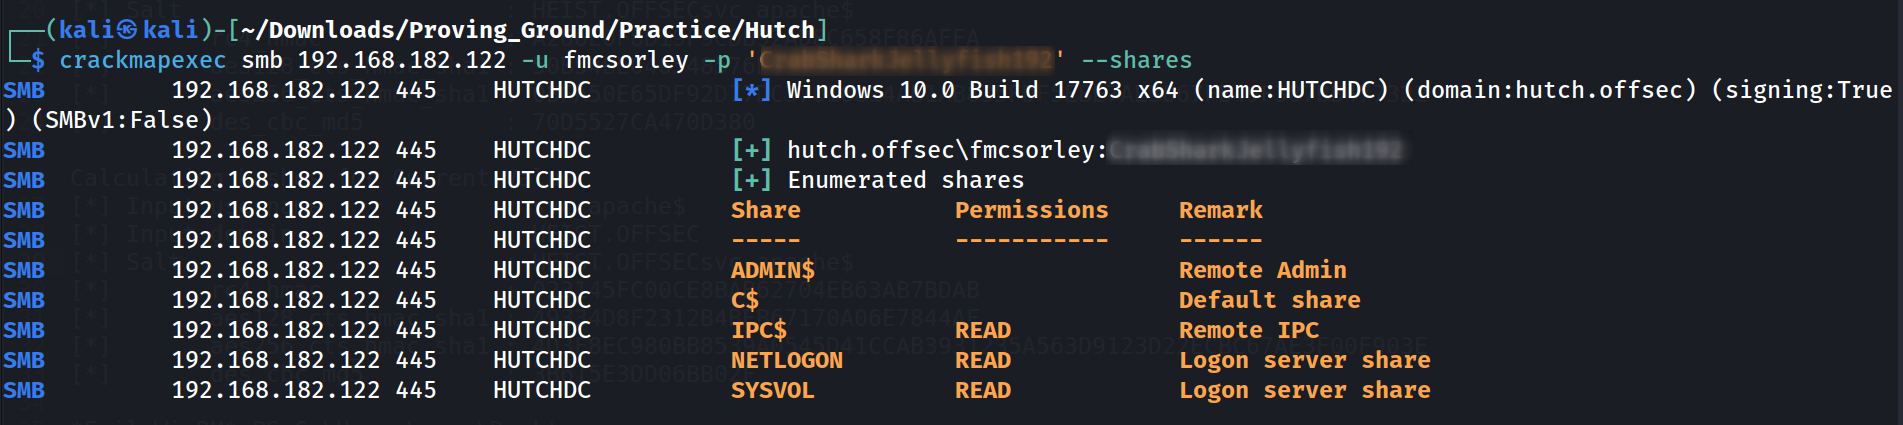 ┌──(kali㉿kali)-[~/Downloads/Proving_Ground/Practice/Hutch]
└─$ crackmapexec smb 192.168.182.122 -u fmcsorley -p '' --shares
SMB 192.168.182.122 445 HUTCHDC [*] Windows 10.0 Build 17763 x64 (name:HUTCHDC) (domain:hutch.offsec) (signing:True
) (SMBv1:False)
SMB 192.168.182.122 445 HUTCHDC [+] hutch.offsec\fmcsorley:
SMB 192.168.182.122 445 HUTCHDC [+] Enumerated shares
SMB 192.168.182.122 445 HUTCHDC Share Permissions Remark
SMB 192.168.182.122 445 HUTCHDC ----- ----------- ------
SMB 192.168.182.122 445 HUTCHDC ADMIN$ Remote Admin
SMB 192.168.182.122 445 HUTCHDC C$ Default share
SMB 192.168.182.122 445 HUTCHDC IPC$ READ Remote IPC
SMB 192.168.182.122 445 HUTCHDC NETLOGON READ Logon server share
SMB 192.168.182.122 445 HUTCHDC SYSVOL READ Logon server share